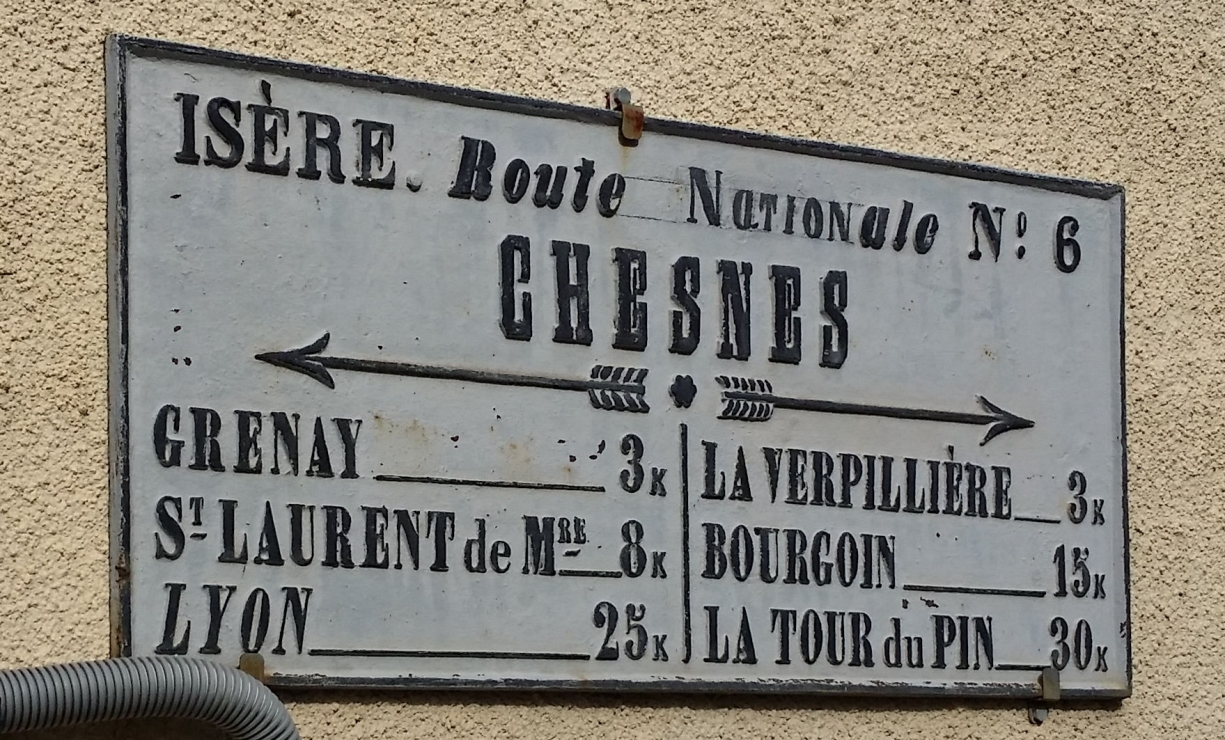 ISÈRE. Route Nationale Nº 6
CHESNES
GRENAY 3K
ST LAURENT de MRE 8K
LYON 25K
LA VERPILLIÈRE 3K
BOURGOIN 15K
LA TOUR du PIN 30K